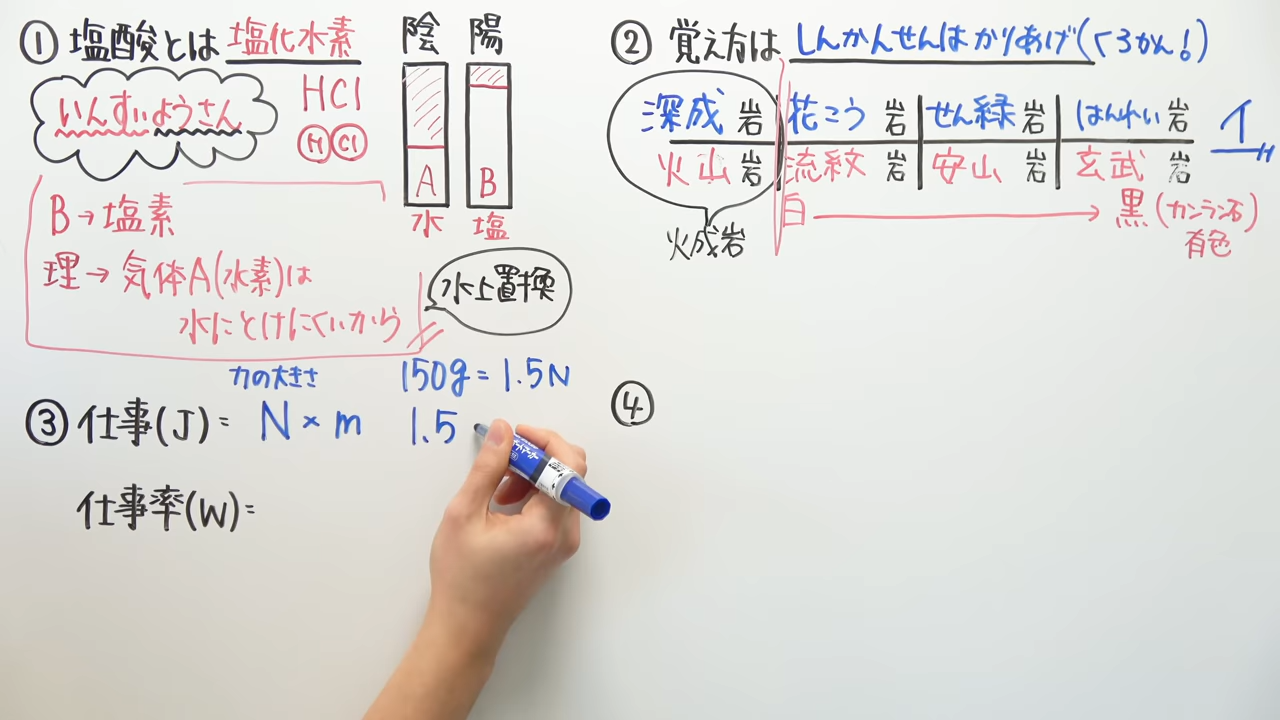 ① 塩酸とは 塩化水素
いんすいようさん
HCl
H Cl
陰 陽
A B
水 塩
B→塩素
理→気体A(水素)は
水にとけにくいから
水上置換
② 覚え方は しんかんせんはかりあげ(くろかん!)
深成岩 花こう岩 せん緑岩 はんれい岩 イ
火山岩 流紋岩 安山岩 玄武岩
白 → 黒(カンラン石)
有色
火成岩
力の大きさ 150g=1.5N
③ 仕事(J)= N×m 1.5
仕事率(W)=
④